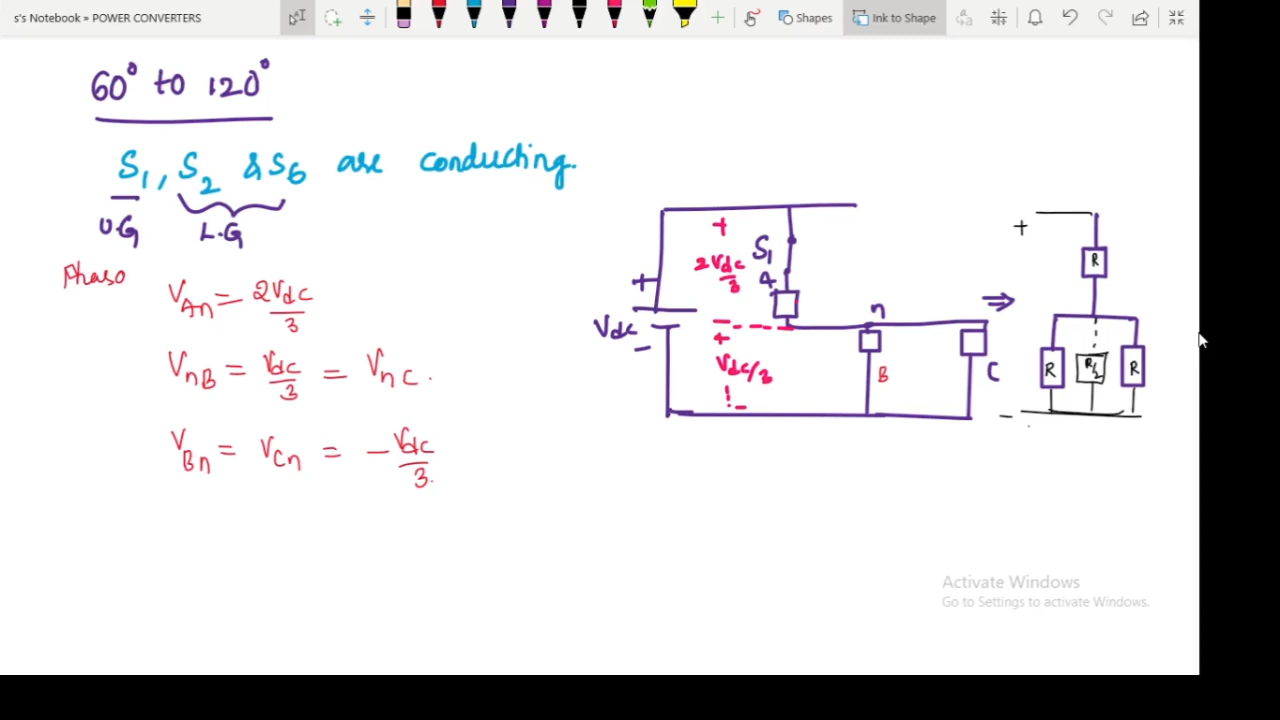 s's Notebook » POWER CONVERTERS
Shapes
Ink to Shape
60° to 120°
S1, S2 & S6 are conducting.
U.G
L.G
Phase
VAn = 2Vdc/3
VnB = Vdc/3 = VnC.
VBn = VCn = -Vdc/3.
+
2Vdc/3
S1
A
-
+
Vdc
-
+
Vdc/3
-
n
B
C
⇒
+
R
R
R/2
R
-
Activate Windows
Go to Settings to activate Windows.